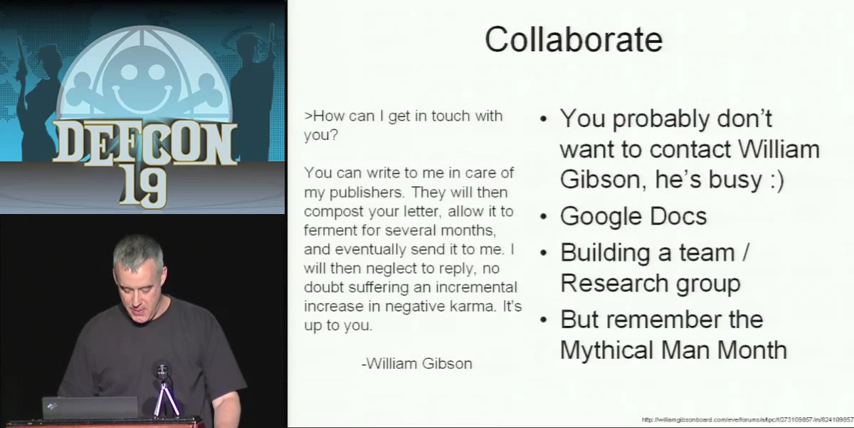 DEFCON
19
Collaborate
>How can I get in touch with
you?
You can write to me in care of
my publishers. They will then
compost your letter, allow it to
ferment for several months,
and eventually send it to me. I
will then neglect to reply, no
doubt suffering an incremental
increase in negative karma. It's
up to you.
-William Gibson
• You probably don't
want to contact William
Gibson, he's busy :)
• Google Docs
• Building a team /
Research group
• But remember the
Mythical Man Month